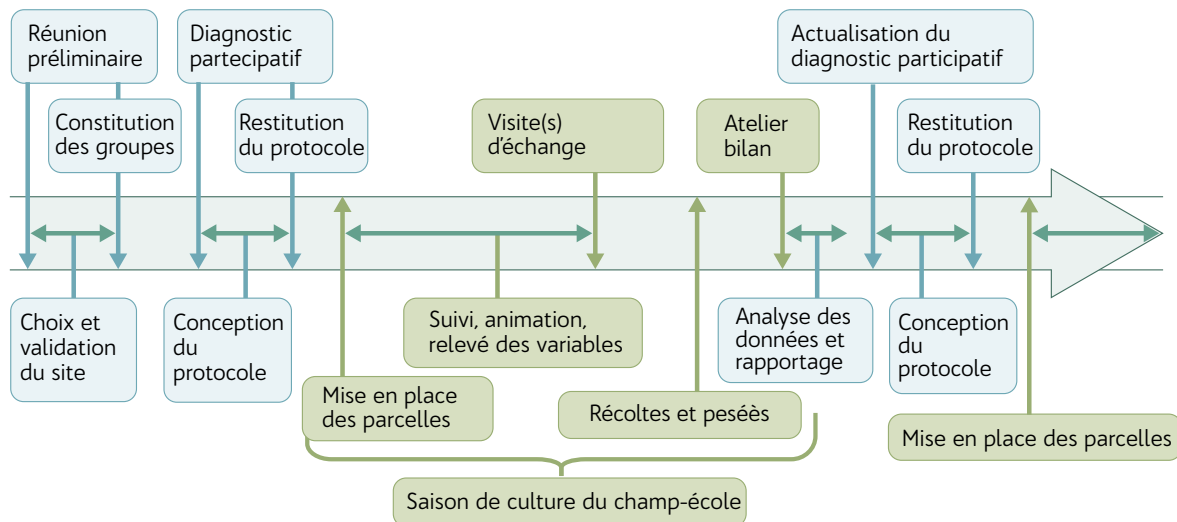 Réunion
préliminaire
Diagnostic
partecipatif
Actualisation du
diagnostic participatif
Constitution
des groupes
Restitution
du protocole
Visite(s)
d'échange
Atelier
bilan
Restitution
du protocole
Choix et
validation
du site
Conception
du
protocole
Suivi, animation,
relevé des variables
Analyse des
données et
rapportage
Conception
du
protocole
Mise en place
des parcelles
Récoltes et peséès
Mise en place des parcelles
Saison de culture du champ-école